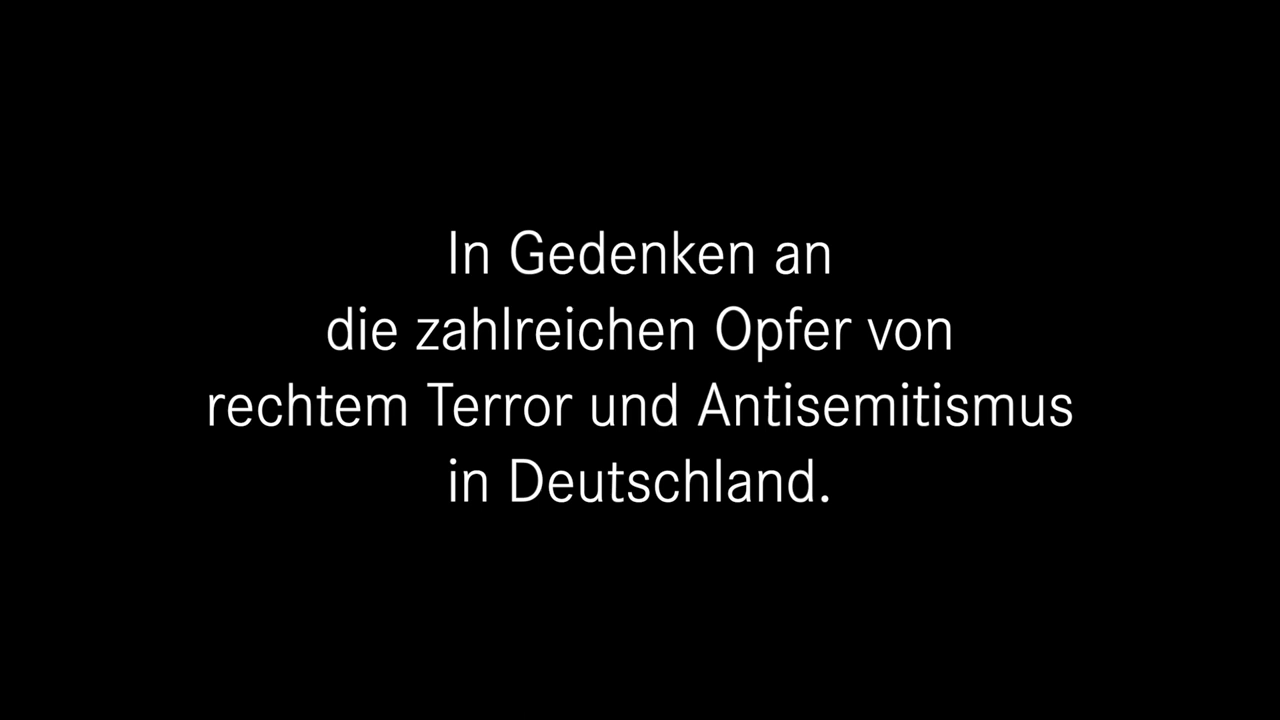 In Gedenken an
die zahlreichen Opfer von
rechtem Terror und Antisemitismus
in Deutschland.